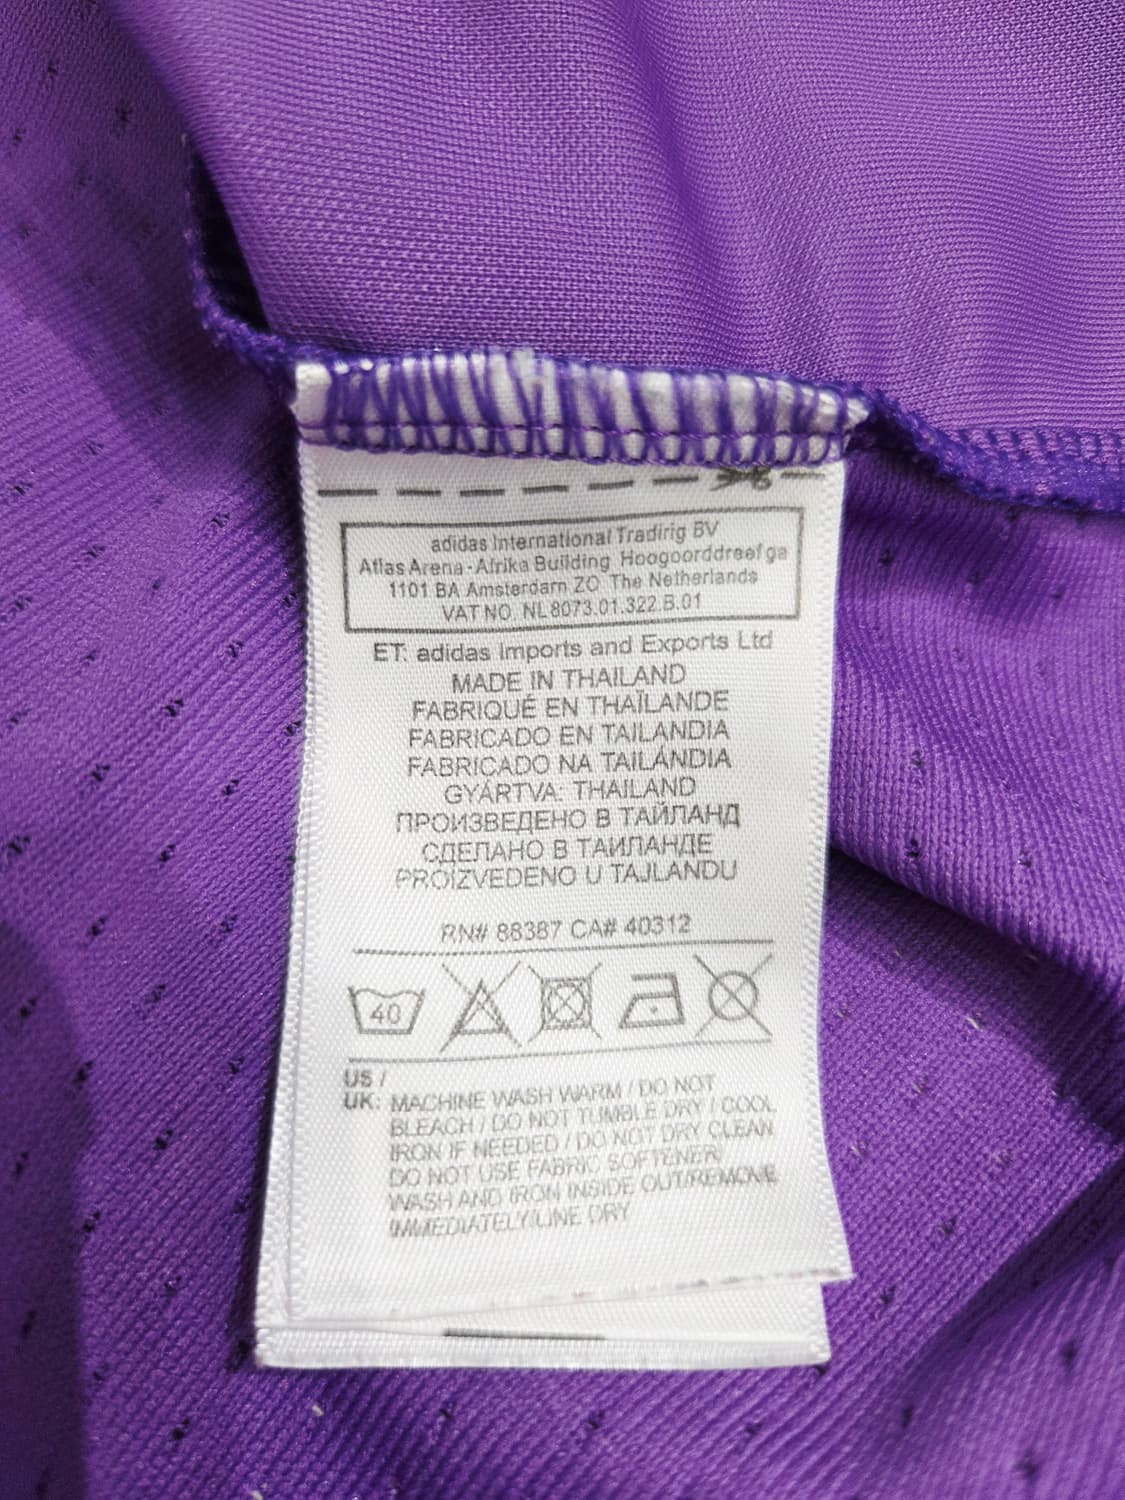 adidas International Tradirig BV
Atlas Arena-Afrika Building Hoogoorddreef ga
1101 BA Amsterdam ZO The Netherlands
VAT NO. NL8073.01.322.B.01
ET: adidas Imports and Exports Ltd
MADE IN THAILAND
FABRIQUÉ EN THAÏLANDE
FABRICADO EN TAILANDIA
FABRICADO NA TAILÁNDIA
GYÁRTVA: THAILAND
ПРОИЗВЕДЕНО В ТАЙЛАНД
СДЕЛАНО В ТАИЛАНДЕ
PROIZVEDENO U TAJLANDU
RN# 88387 CA# 40312
40
US /
UK: MACHINE WASH WARM / DO NOT
BLEACH / DO NOT TUMBLE DRY / COOL
IRON IF NEEDED / DO NOT DRY CLEAN
DO NOT USE FABRIC SOFTENER/
WASH AND IRON INSIDE OUT/REMOVE
IMMEDIATELY/LINE DRY